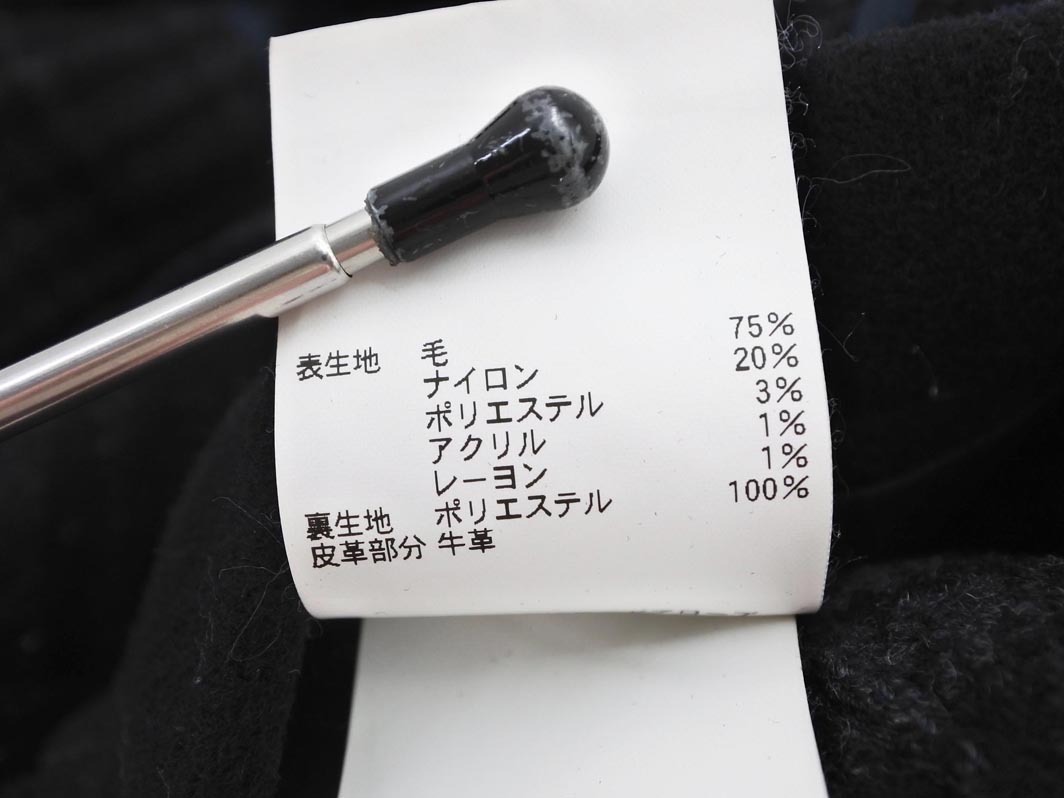 表生地 毛 75%
ナイロン 20%
ポリエステル 3%
アクリル 1%
レーヨン 1%
裏生地 ポリエステル 100%
皮革部分 牛革